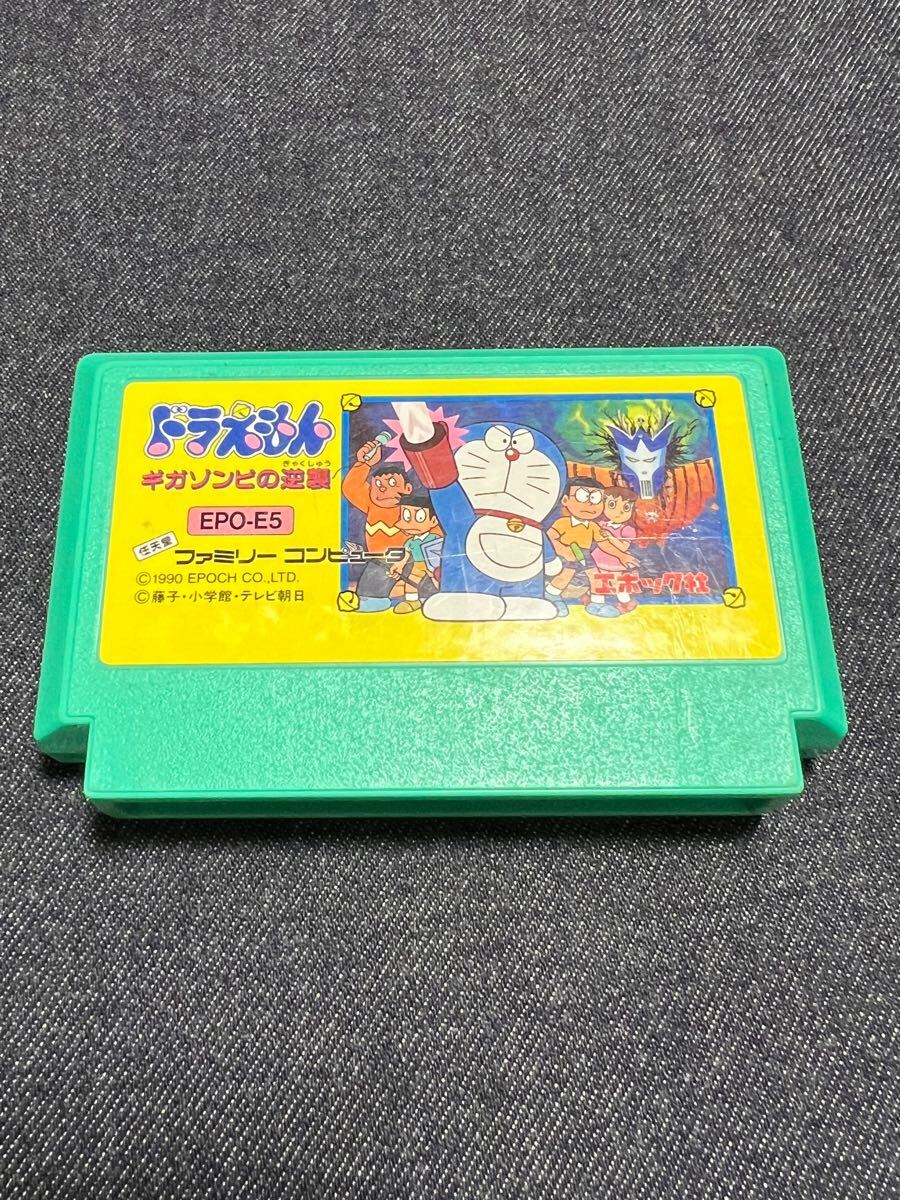 ドラえもん
ギガゾンビの逆襲
ぎゃくしゅう
EPO-E5
任天堂
ファミリー コンピュータ
©1990 EPOCH CO.,LTD.
©藤子・小学館・テレビ朝日
エポック社